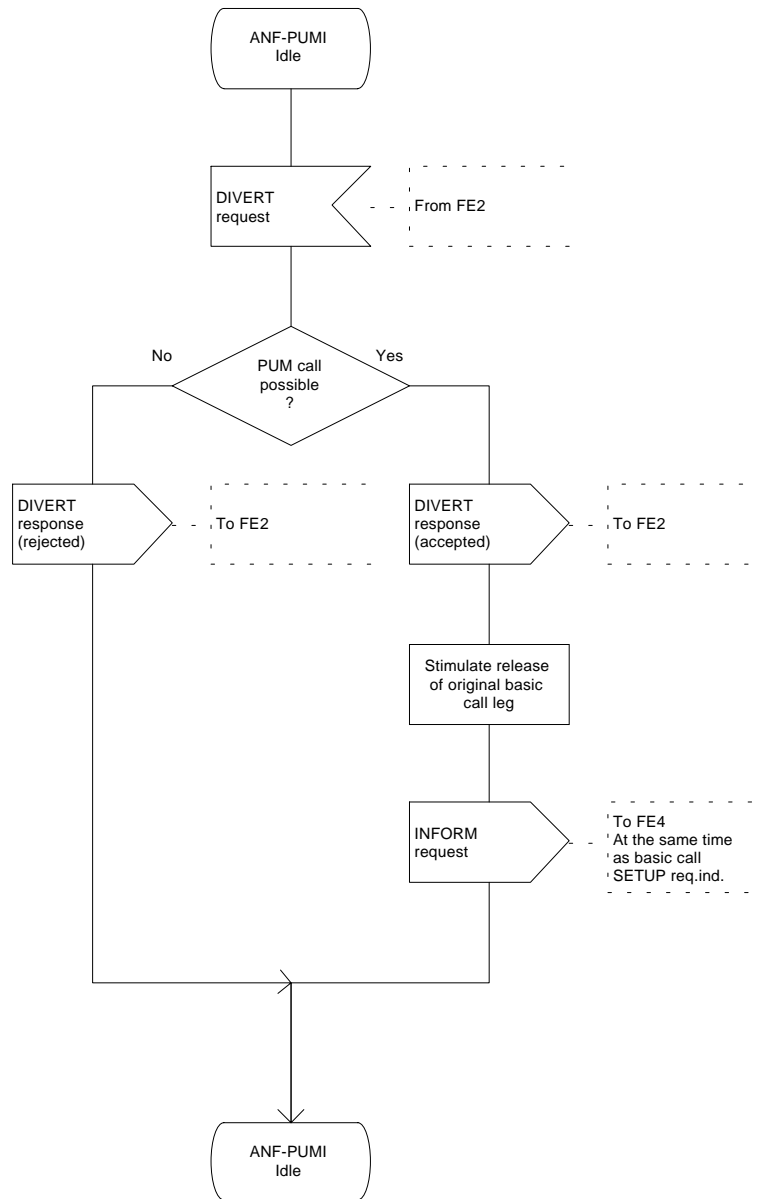 ANF-PUMI
Idle
DIVERT
request
From FE2
No
Yes
PUM call
possible
?
DIVERT
response
(rejected)
To FE2
DIVERT
response
(accepted)
To FE2
Stimulate release
of original basic
call leg
INFORM
request
To FE4
At the same time
as basic call
SETUP req.ind.
ANF-PUMI
Idle